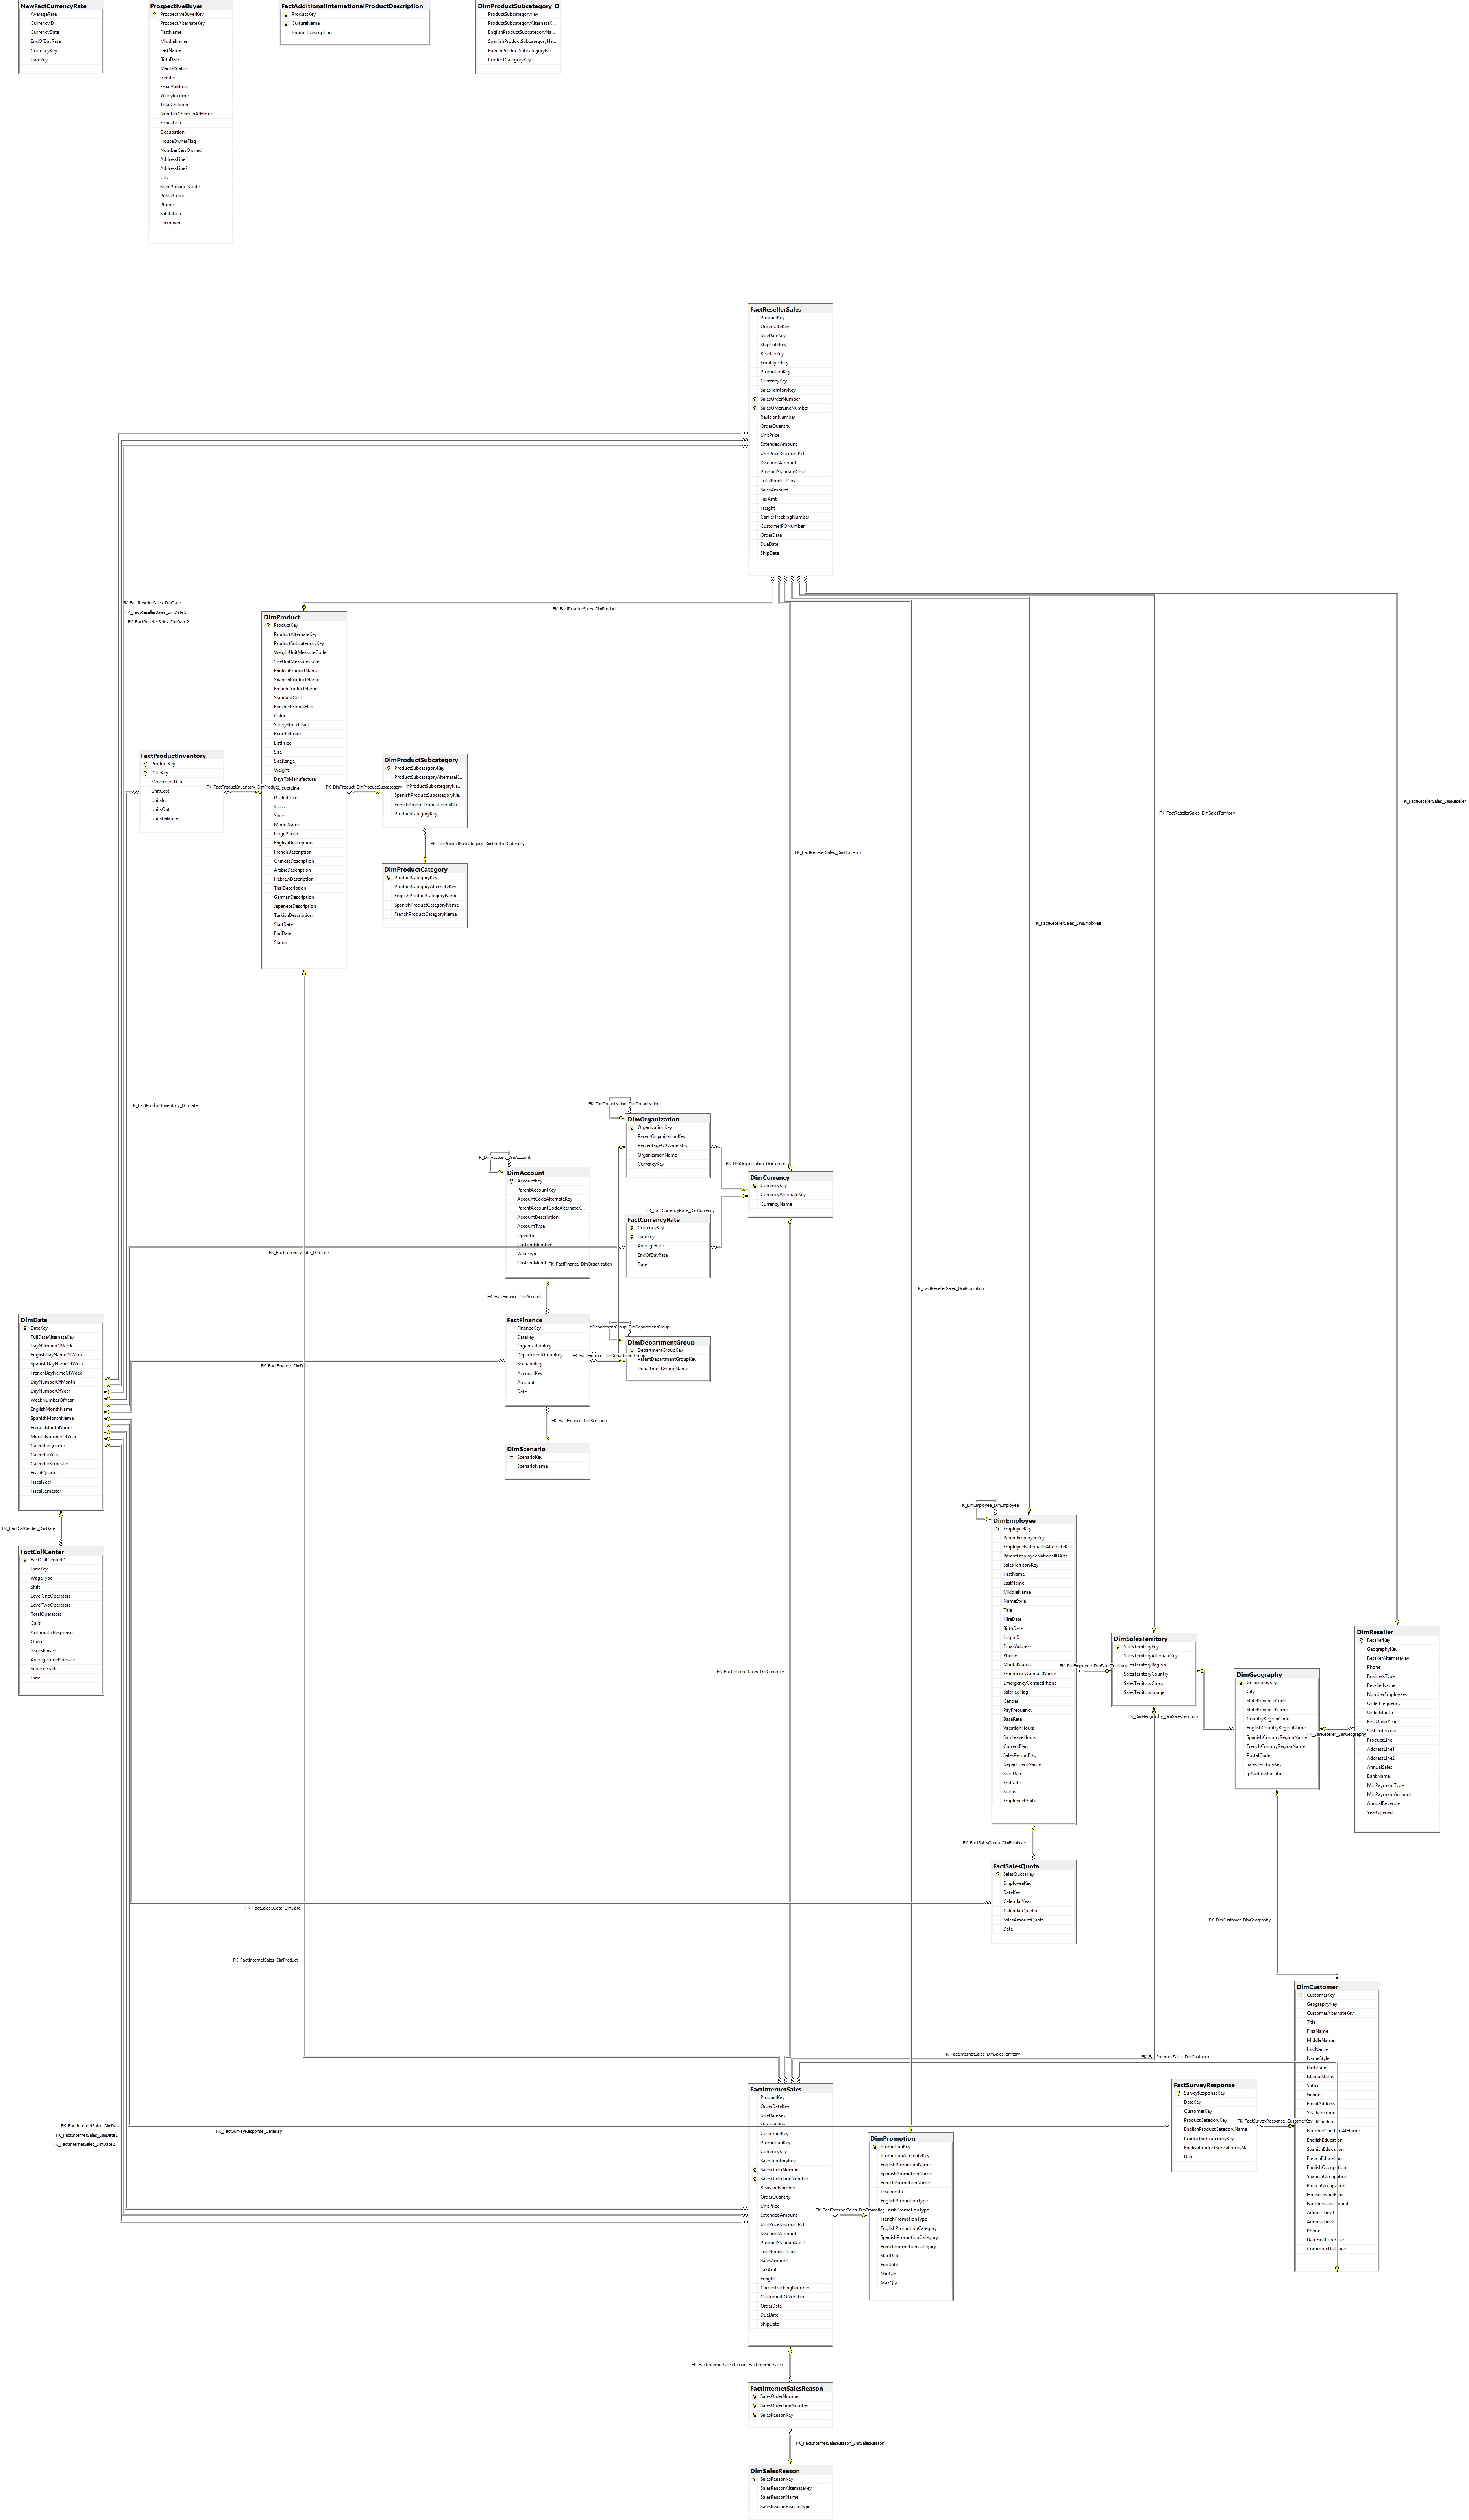 NewFactCurrencyRate
AverageRate
CurrencyID
CurrencyDate
EndOfDayRate
CurrencyKey
DateKey
ProspectiveBuyer
ProspectiveBuyerKey
ProspectAlternateKey
FirstName
MiddleName
LastName
BirthDate
MaritalStatus
Gender
EmailAddress
YearlyIncome
TotalChildren
NumberChildrenAtHome
Education
Occupation
HouseOwnerFlag
NumberCarsOwned
AddressLine1
AddressLine2
City
StateProvinceCode
PostalCode
Phone
Salutation
Unknown
FactAdditionalInternationalProductDescription
ProductKey
CultureName
ProductDescription
DimProductSubcategory_O
ProductSubcategoryKey
ProductSubcategoryAlternateK...
EnglishProductSubcategoryNa...
SpanishProductSubcategoryNa...
FrenchProductSubcategoryNa...
ProductCategoryKey
FactResellerSales
ProductKey
OrderDateKey
DueDateKey
ShipDateKey
ResellerKey
EmployeeKey
PromotionKey
CurrencyKey
SalesTerritoryKey
SalesOrderNumber
SalesOrderLineNumber
RevisionNumber
OrderQuantity
UnitPrice
ExtendedAmount
UnitPriceDiscountPct
DiscountAmount
ProductStandardCost
TotalProductCost
SalesAmount
TaxAmt
Freight
CarrierTrackingNumber
CustomerPONumber
OrderDate
DueDate
ShipDate
FK_FactResellerSales_DimDate
FK_FactResellerSales_DimDate1
FK_FactResellerSales_DimDate2
FK_FactResellerSales_DimProduct
DimProduct
ProductKey
ProductAlternateKey
ProductSubcategoryKey
WeightUnitMeasureCode
SizeUnitMeasureCode
EnglishProductName
SpanishProductName
FrenchProductName
StandardCost
FinishedGoodsFlag
Color
SafetyStockLevel
ReorderPoint
ListPrice
Size
SizeRange
Weight
DaysToManufacture
ductLine
DealerPrice
Class
Style
ModelName
LargePhoto
EnglishDescription
FrenchDescription
ChineseDescription
ArabicDescription
HebrewDescription
ThaiDescription
GermanDescription
JapaneseDescription
TurkishDescription
StartDate
EndDate
Status
FactProductInventory
ProductKey
DateKey
MovementDate
UnitCost
UnitsIn
UnitsOut
UnitsBalance
FK_FactProductInventory_DimProduct
FK_DimProduct_DimProductSubcategory
DimProductSubcategory
ProductSubcategoryKey
ProductSubcategoryAlternateK...
hProductSubcategoryNa...
SpanishProductSubcategoryNa...
FrenchProductSubcategoryNa...
ProductCategoryKey
FK_DimProductSubcategory_DimProductCategory
DimProductCategory
ProductCategoryKey
ProductCategoryAlternateKey
EnglishProductCategoryName
SpanishProductCategoryName
FrenchProductCategoryName
FK_FactResellerSales_DimReseller
FK_FactResellerSales_DimSalesTerritory
FK_FactResellerSales_DimCurrency
FK_FactResellerSales_DimEmployee
FK_FactProductInventory_DimDate
FK_DimOrganization_DimOrganization
DimOrganization
OrganizationKey
ParentOrganizationKey
PercentageOfOwnership
OrganizationName
CurrencyKey
FK_DimOrganization_DimCurrency
FK_DimAccount_DimAccount
DimAccount
AccountKey
ParentAccountKey
AccountCodeAlternateKey
ParentAccountCodeAlternateK...
AccountDescription
AccountType
Operator
CustomMembers
ValueType
CustomMemb
DimCurrency
CurrencyKey
CurrencyAlternateKey
CurrencyName
FK_FactCurrencyRate_DimCurrency
FactCurrencyRate
CurrencyKey
DateKey
AverageRate
EndOfDayRate
Date
FK_FactCurrencyRate_DimDate
FK_FactFinance_DimOrganization
FK_FactFinance_DimAccount
FK_FactResellerSales_DimPromotion
DimDate
DateKey
FullDateAlternateKey
DayNumberOfWeek
EnglishDayNameOfWeek
SpanishDayNameOfWeek
FrenchDayNameOfWeek
DayNumberOfMonth
DayNumberOfYear
WeekNumberOfYear
EnglishMonthName
SpanishMonthName
FrenchMonthName
MonthNumberOfYear
CalendarQuarter
CalendarYear
CalendarSemester
FiscalQuarter
FiscalYear
FiscalSemester
FactFinance
FinanceKey
DateKey
OrganizationKey
DepartmentGroupKey
ScenarioKey
AccountKey
Amount
Date
FK_FactFinance_DimDate
mDepartmentGroup_DimDepartmentGroup
FK_FactFinance_DimDepartmentGroup
DimDepartmentGroup
DepartmentGroupKey
ParentDepartmentGroupKey
DepartmentGroupName
FK_FactFinance_DimScenario
DimScenario
ScenarioKey
ScenarioName
FK_FactCallCenter_DimDate
FactCallCenter
FactCallCenterID
DateKey
WageType
Shift
LevelOneOperators
LevelTwoOperators
TotalOperators
Calls
AutomaticResponses
Orders
IssuesRaised
AverageTimePerIssue
ServiceGrade
Date
FK_DimEmployee_DimEmployee
DimEmployee
EmployeeKey
ParentEmployeeKey
EmployeeNationalIDAlternateK...
ParentEmployeeNationalIDAlte...
SalesTerritoryKey
FirstName
LastName
MiddleName
NameStyle
Title
HireDate
BirthDate
LoginID
EmailAddress
Phone
MaritalStatus
EmergencyContactName
EmergencyContactPhone
SalariedFlag
Gender
PayFrequency
BaseRate
VacationHours
SickLeaveHours
CurrentFlag
SalesPersonFlag
DepartmentName
StartDate
EndDate
Status
EmployeePhoto
FK_DimEmployee_DimSalesTerritory
DimSalesTerritory
SalesTerritoryKey
SalesTerritoryAlternateKey
sTerritoryRegion
SalesTerritoryCountry
SalesTerritoryGroup
SalesTerritoryImage
FK_DimGeography_DimSalesTerritory
DimGeography
GeographyKey
City
StateProvinceCode
StateProvinceName
CountryRegionCode
EnglishCountryRegionName
SpanishCountryRegionName
FrenchCountryRegionName
PostalCode
SalesTerritoryKey
IpAddressLocator
FK_DimReseller_DimGeography
DimReseller
ResellerKey
GeographyKey
ResellerAlternateKey
Phone
BusinessType
ResellerName
NumberEmployees
OrderFrequency
OrderMonth
FirstOrderYear
LastOrderYear
ProductLine
AddressLine1
AddressLine2
AnnualSales
BankName
MinPaymentType
MinPaymentAmount
AnnualRevenue
YearOpened
FK_FactInternetSales_DimCurrency
FK_FactSalesQuota_DimEmployee
FactSalesQuota
SalesQuotaKey
EmployeeKey
DateKey
CalendarYear
CalendarQuarter
SalesAmountQuota
Date
FK_FactSalesQuota_DimDate
FK_DimCustomer_DimGeography
FK_FactInternetSales_DimProduct
DimCustomer
CustomerKey
GeographyKey
CustomerAlternateKey
Title
FirstName
MiddleName
LastName
NameStyle
BirthDate
MaritalStatus
Suffix
Gender
EmailAddress
YearlyIncome
lChildren
NumberChildrenAtHome
EnglishEducation
SpanishEducation
FrenchEducation
EnglishOccupation
SpanishOccupation
FrenchOccupation
HouseOwnerFlag
NumberCarsOwned
AddressLine1
AddressLine2
Phone
DateFirstPurchase
CommuteDistance
FK_FactInternetSales_DimSalesTerritory
FK_FactInternetSales_DimCustomer
FactSurveyResponse
SurveyResponseKey
DateKey
CustomerKey
ProductCategoryKey
EnglishProductCategoryName
ProductSubcategoryKey
EnglishProductSubcategoryNa...
Date
FK_FactSurveyResponse_CustomerKey
FactInternetSales
ProductKey
OrderDateKey
DueDateKey
ShipDateKey
CustomerKey
PromotionKey
CurrencyKey
SalesTerritoryKey
SalesOrderNumber
SalesOrderLineNumber
RevisionNumber
OrderQuantity
UnitPrice
ExtendedAmount
UnitPriceDiscountPct
DiscountAmount
ProductStandardCost
TotalProductCost
SalesAmount
TaxAmt
Freight
CarrierTrackingNumber
CustomerPONumber
OrderDate
DueDate
ShipDate
FK_FactInternetSales_DimDate
FK_FactInternetSales_DimDate1
FK_FactInternetSales_DimDate2
FK_FactSurveyResponse_DateKey
FK_FactInternetSales_DimPromotion
DimPromotion
PromotionKey
PromotionAlternateKey
EnglishPromotionName
SpanishPromotionName
FrenchPromotionName
DiscountPct
EnglishPromotionType
nishPromotionType
FrenchPromotionType
EnglishPromotionCategory
SpanishPromotionCategory
FrenchPromotionCategory
StartDate
EndDate
MinQty
MaxQty
FK_FactInternetSalesReason_FactInternetSales
FactInternetSalesReason
SalesOrderNumber
SalesOrderLineNumber
SalesReasonKey
FK_FactInternetSalesReason_DimSalesReason
DimSalesReason
SalesReasonKey
SalesReasonAlternateKey
SalesReasonName
SalesReasonReasonType